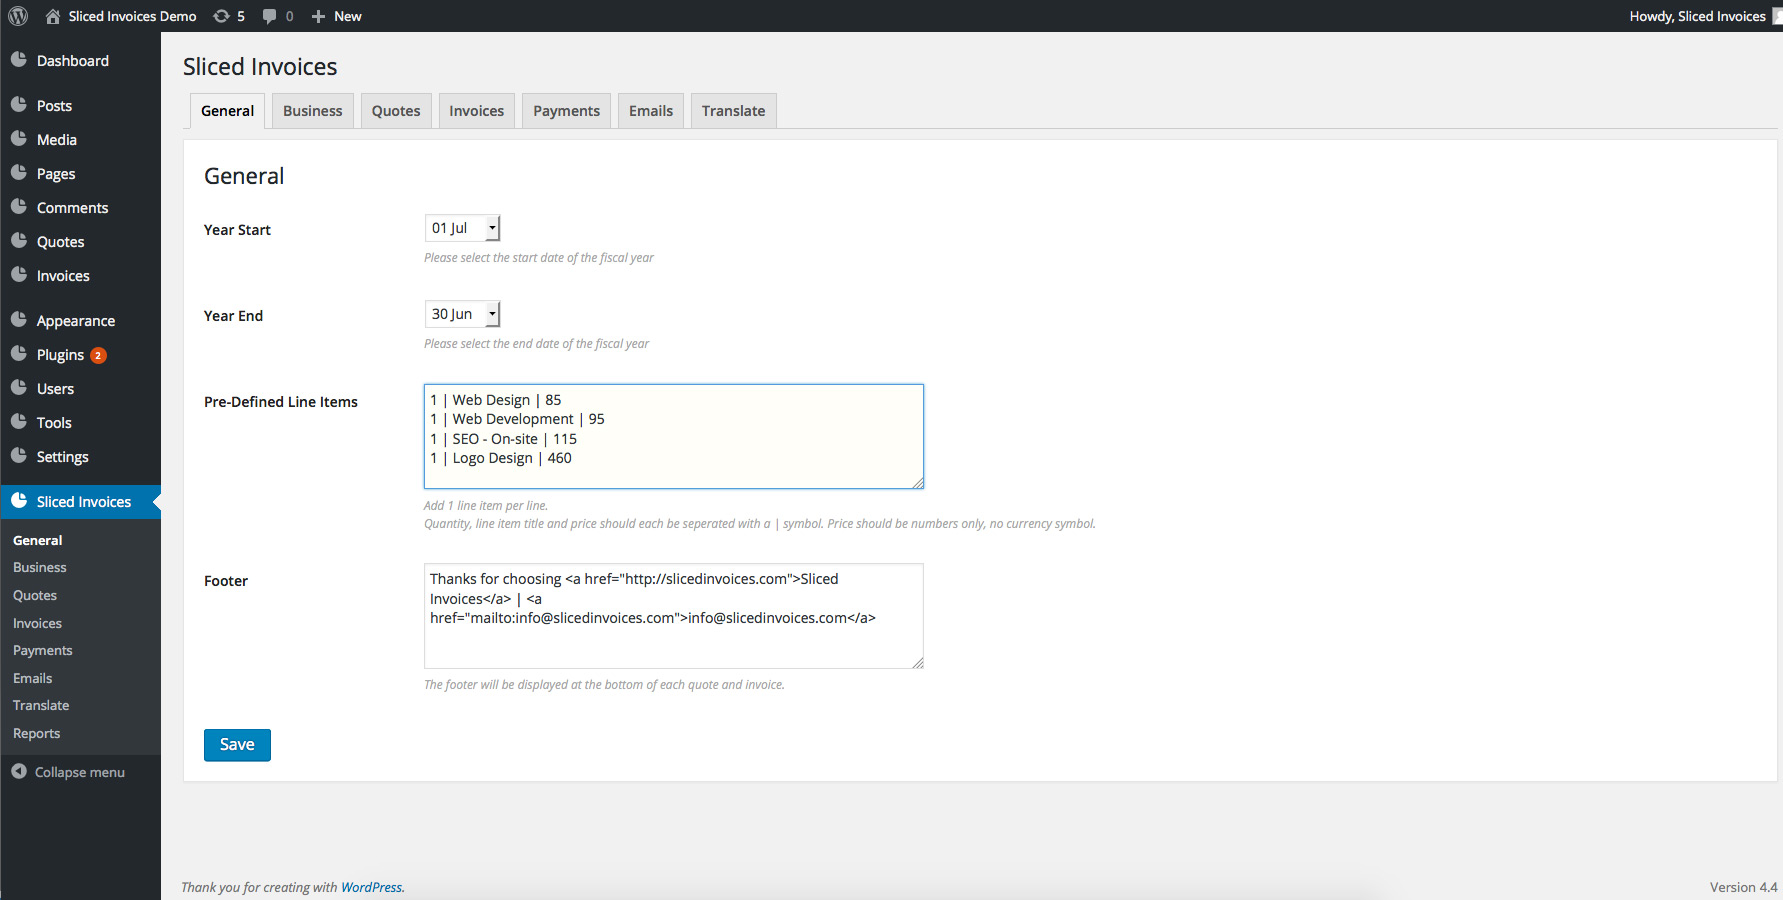 Sliced Invoices Demo 5 0 New Howdy, Sliced Invoices
Dashboard
Posts
Media
Pages
Comments
Quotes
Invoices
Appearance
Plugins 2
Users
Tools
Settings
Sliced Invoices
General
Business
Quotes
Invoices
Payments
Emails
Translate
Reports
Collapse menu
Sliced Invoices
General Business Quotes Invoices Payments Emails Translate
General
Year Start 01 Jul
Please select the start date of the fiscal year
Year End 30 Jun
Please select the end date of the fiscal year
Pre-Defined Line Items
1 | Web Design | 85
1 | Web Development | 95
1 | SEO - On-site | 115
1 | Logo Design | 460
Add 1 line item per line.
Quantity, line item title and price should each be seperated with a | symbol. Price should be numbers only, no currency symbol.
Footer
Thanks for choosing <a href="http://slicedinvoices.com">Sliced
Invoices</a> | <a
href="mailto:info@slicedinvoices.com">info@slicedinvoices.com</a>
The footer will be displayed at the bottom of each quote and invoice.
Save
Thank you for creating with WordPress.
Version 4.4